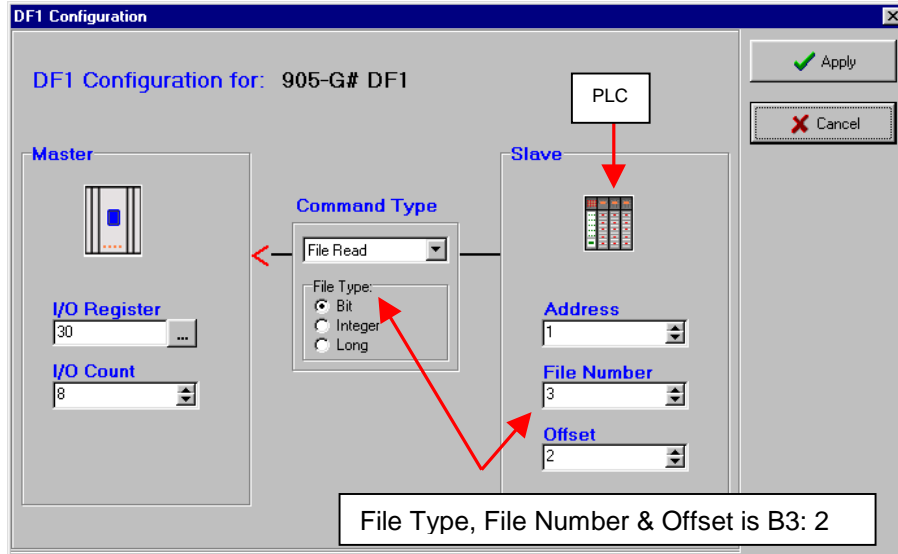 DF1 Configuration
DF1 Configuration for: 905-G# DF1
Apply
Cancel
PLC
Master
I/O Register
30
...
I/O Count
8
Command Type
File Read
File Type:
Bit
Integer
Long
Slave
Address
1
File Number
3
Offset
2
File Type, File Number & Offset is B3: 2